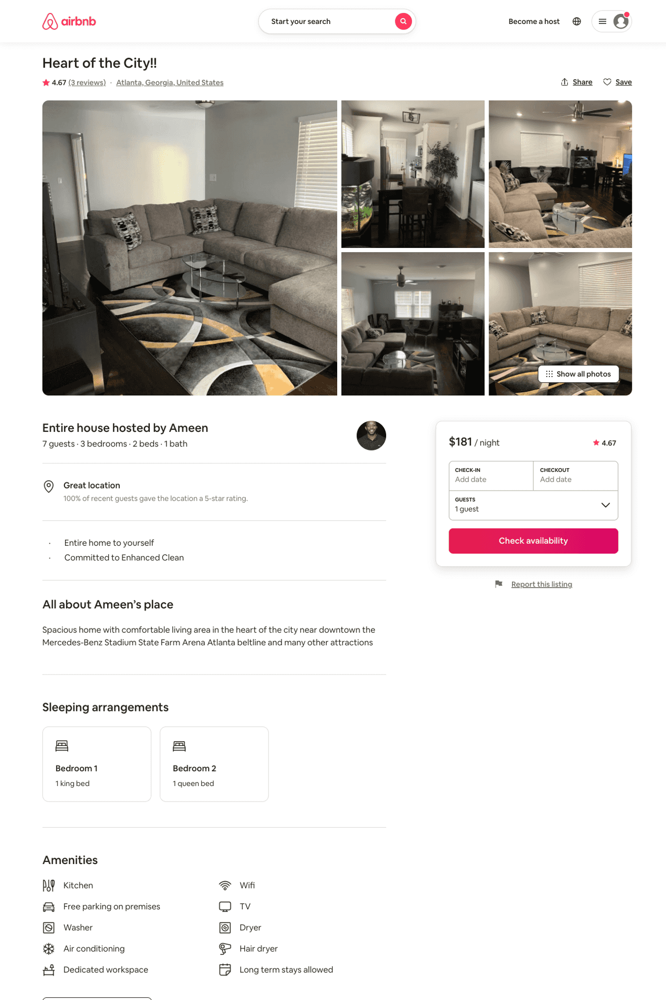 airbnb
Start your search
Become a host
Heart of the City!!
4.67 (3 reviews) · Atlanta, Georgia, United States
Share
Save
Show all photos
Entire house hosted by Ameen
7 guests · 3 bedrooms · 2 beds · 1 bath
$181 / night
4.67
CHECK-IN
Add date
CHECKOUT
Add date
GUESTS
1 guest
Check availability
Report this listing
Great location
100% of recent guests gave the location a 5-star rating.
· Entire home to yourself
· Committed to Enhanced Clean
All about Ameen’s place
Spacious home with comfortable living area in the heart of the city near downtown the
Mercedes-Benz Stadium State Farm Arena Atlanta beltline and many other attractions
Sleeping arrangements
Bedroom 1
1 king bed
Bedroom 2
1 queen bed
Amenities
Kitchen
Wifi
Free parking on premises
TV
Washer
Dryer
Air conditioning
Hair dryer
Dedicated workspace
Long term stays allowed